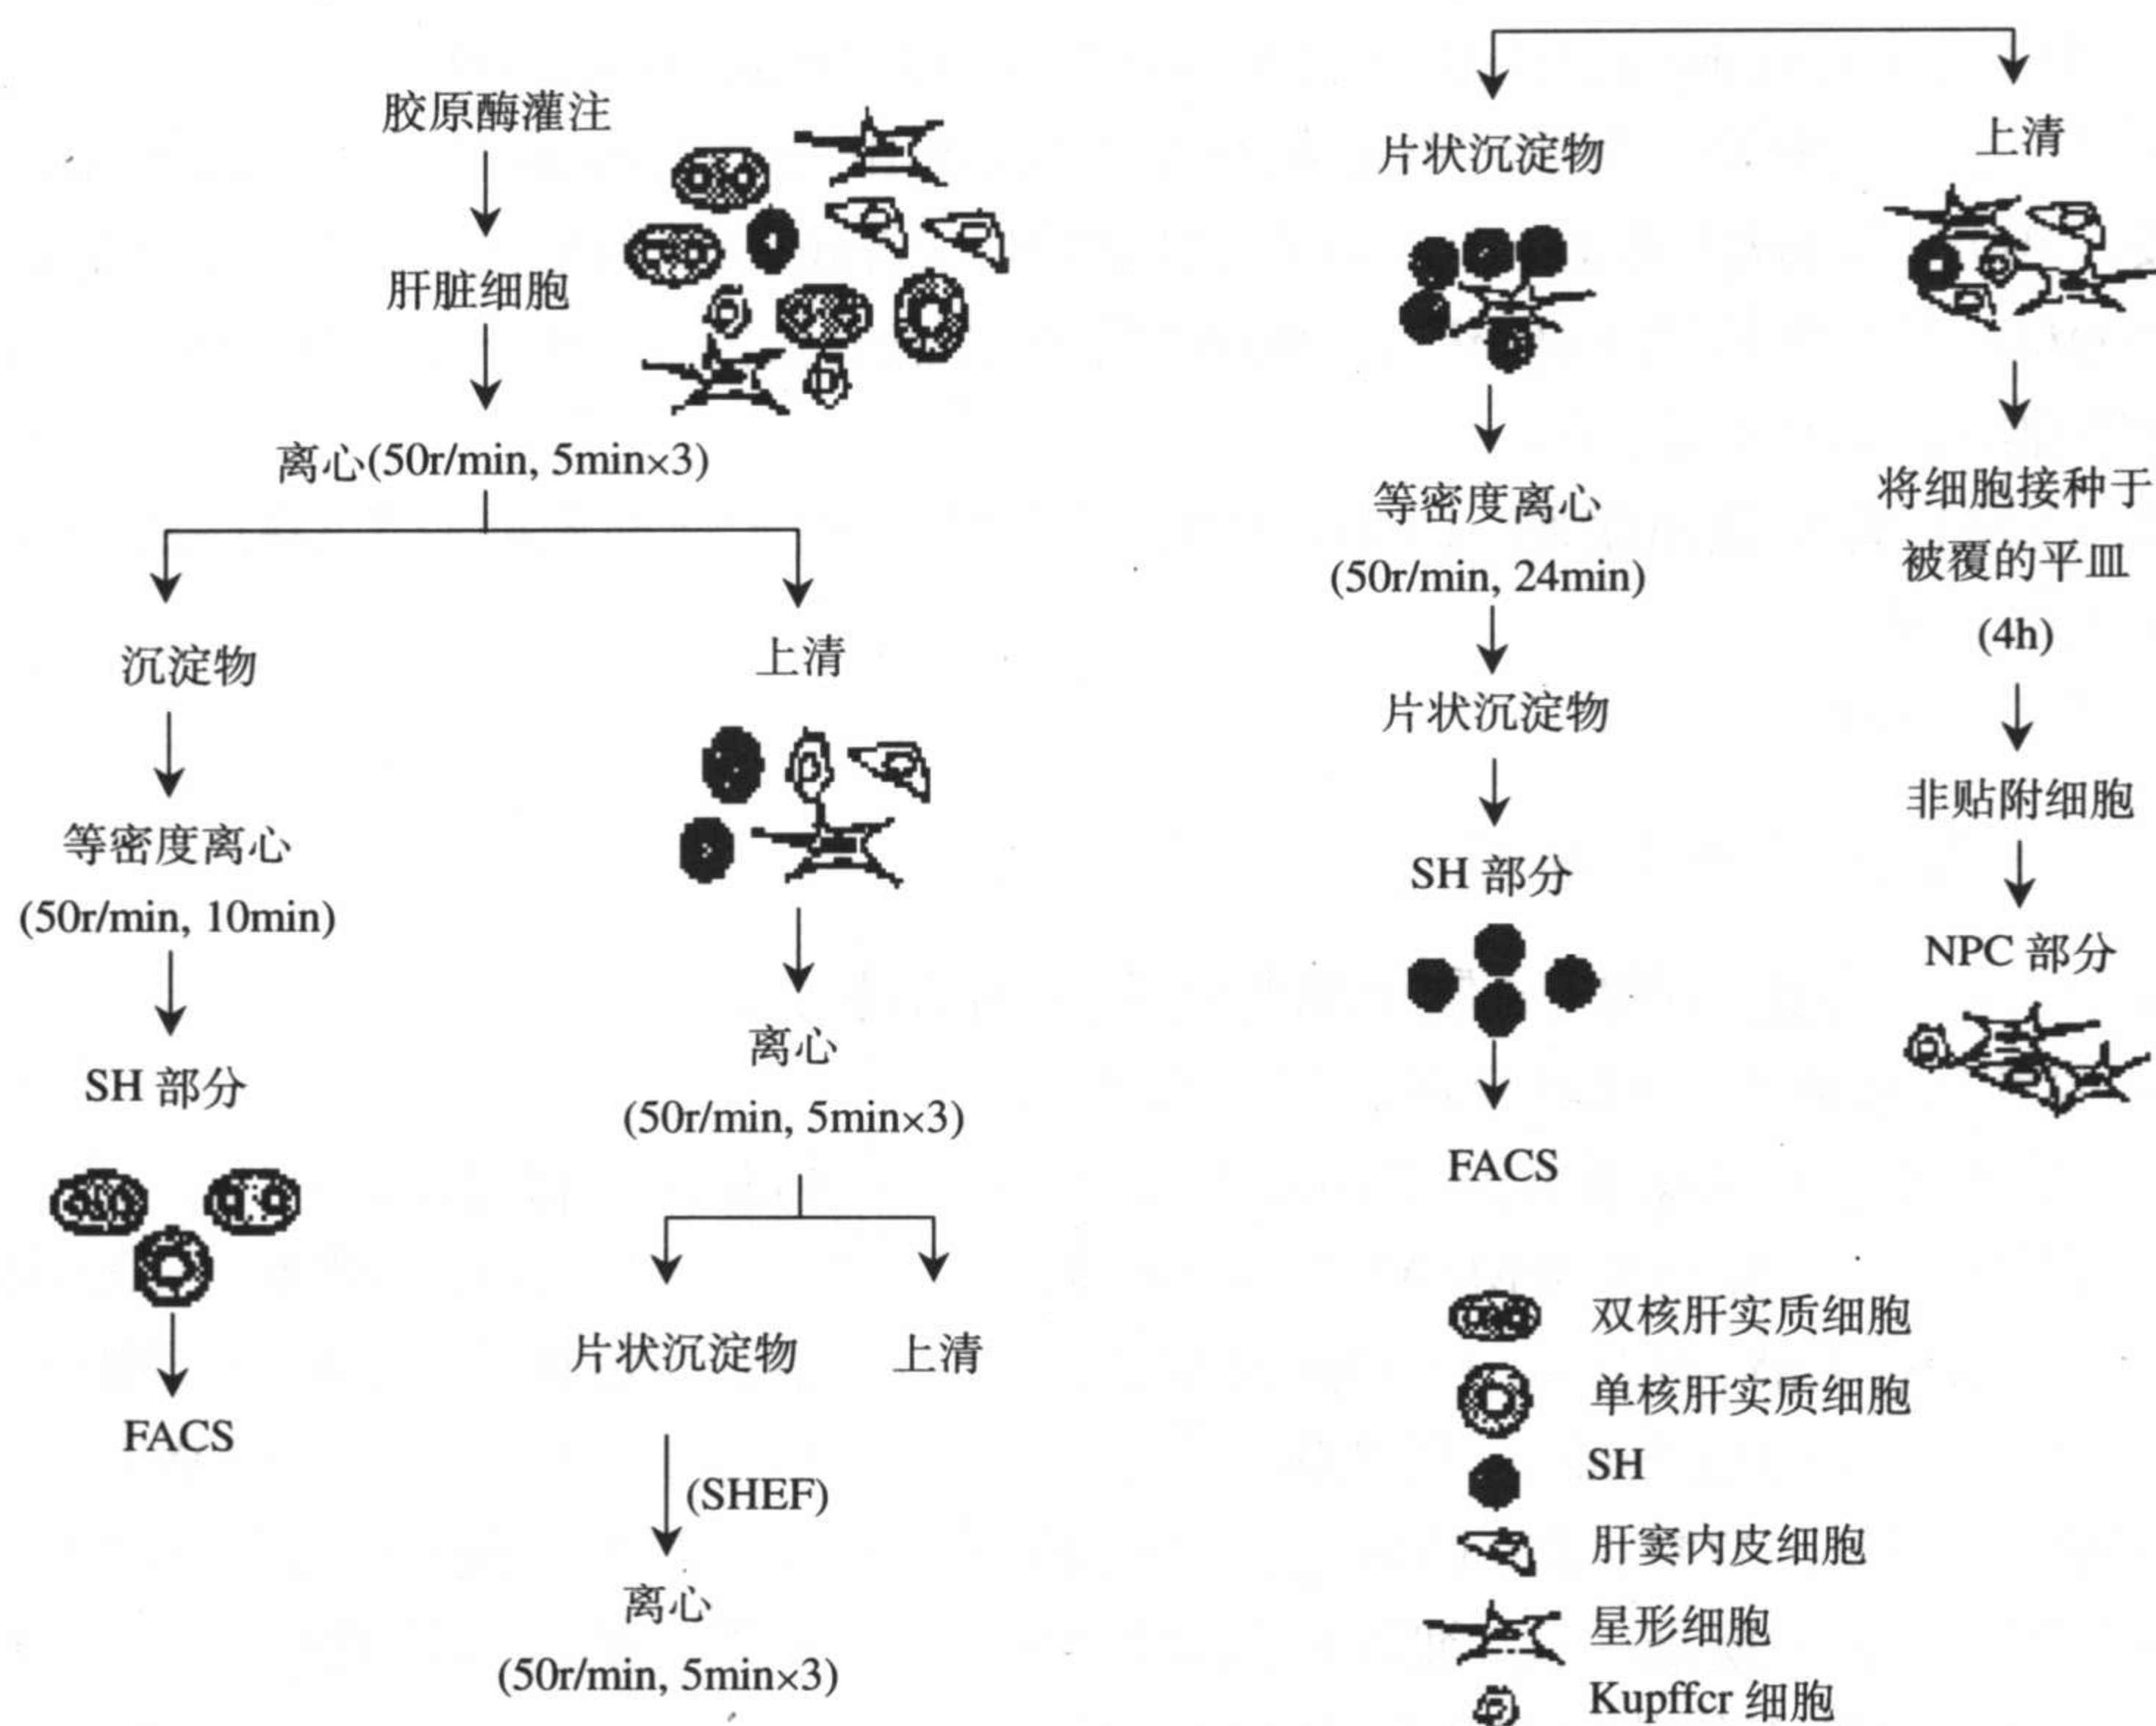 胶原酶灌注
肝脏细胞
离心(50r/min, 5min×3)
沉淀物
上清
等密度离心
(50r/min, 10min)
SH 部分
FACS
离心
(50r/min, 5min×3)
片状沉淀物
上清
(SHEF)
离心
(50r/min, 5min×3)
片状沉淀物
上清
等密度离心
(50r/min, 24min)
片状沉淀物
SH 部分
FACS
将细胞接种于
被覆的平皿
(4h)
非贴附细胞
NPC 部分
双核肝实质细胞
单核肝实质细胞
SH
肝窦内皮细胞
星形细胞
Kupffcr 细胞